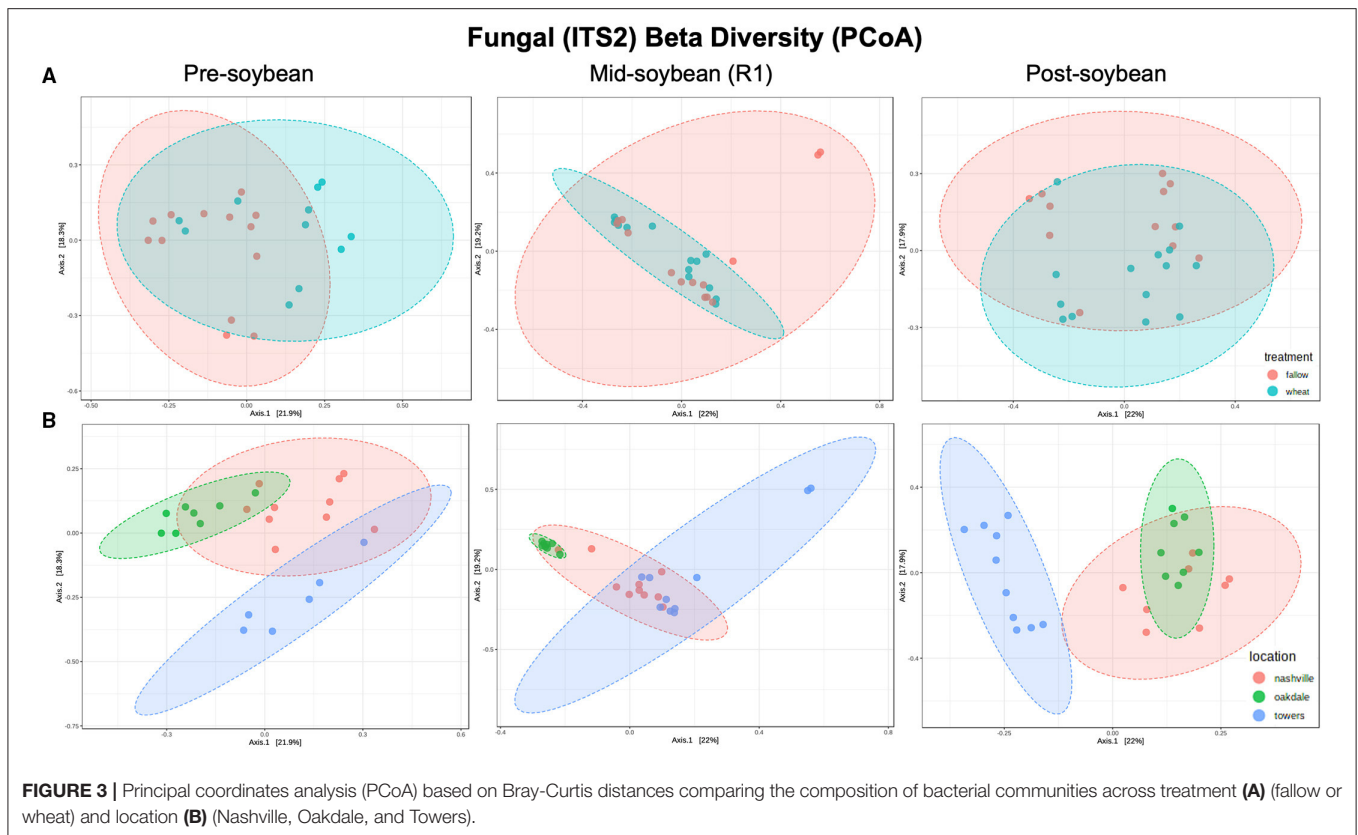 Fungal (ITS2) Beta Diversity (PCoA)
A
Pre-soybean
Mid-soybean (R1)
Post-soybean
Axis.2 [18.3%]
0.3
0.0
-0.3
-0.6
-0.50
-0.25
0.00
0.25
0.50
Axis.1 [21.9%]
Axis.2 [19.2%]
0.4
0.0
-0.4
-0.4
0.0
0.4
0.8
Axis.1 [22%]
Axis.2 [17.9%]
0.3
0.0
-0.3
-0.4
0.0
0.4
Axis.1 [22%]
treatment
fallow
wheat
B
Axis.2 [18.3%]
0.25
0.00
-0.25
-0.50
-0.75
-0.3
0.0
0.3
0.6
Axis.1 [21.9%]
Axis.2 [19.2%]
0.5
0.0
-0.5
-0.4
0.0
0.4
0.8
Axis.1 [22%]
Axis.2 [17.9%]
0.4
0.0
-0.4
-0.25
0.00
0.25
Axis.1 [22%]
location
nashville
oakdale
towers
FIGURE 3 | Principal coordinates analysis (PCoA) based on Bray-Curtis distances comparing the composition of bacterial communities across treatment (A) (fallow or
wheat) and location (B) (Nashville, Oakdale, and Towers).